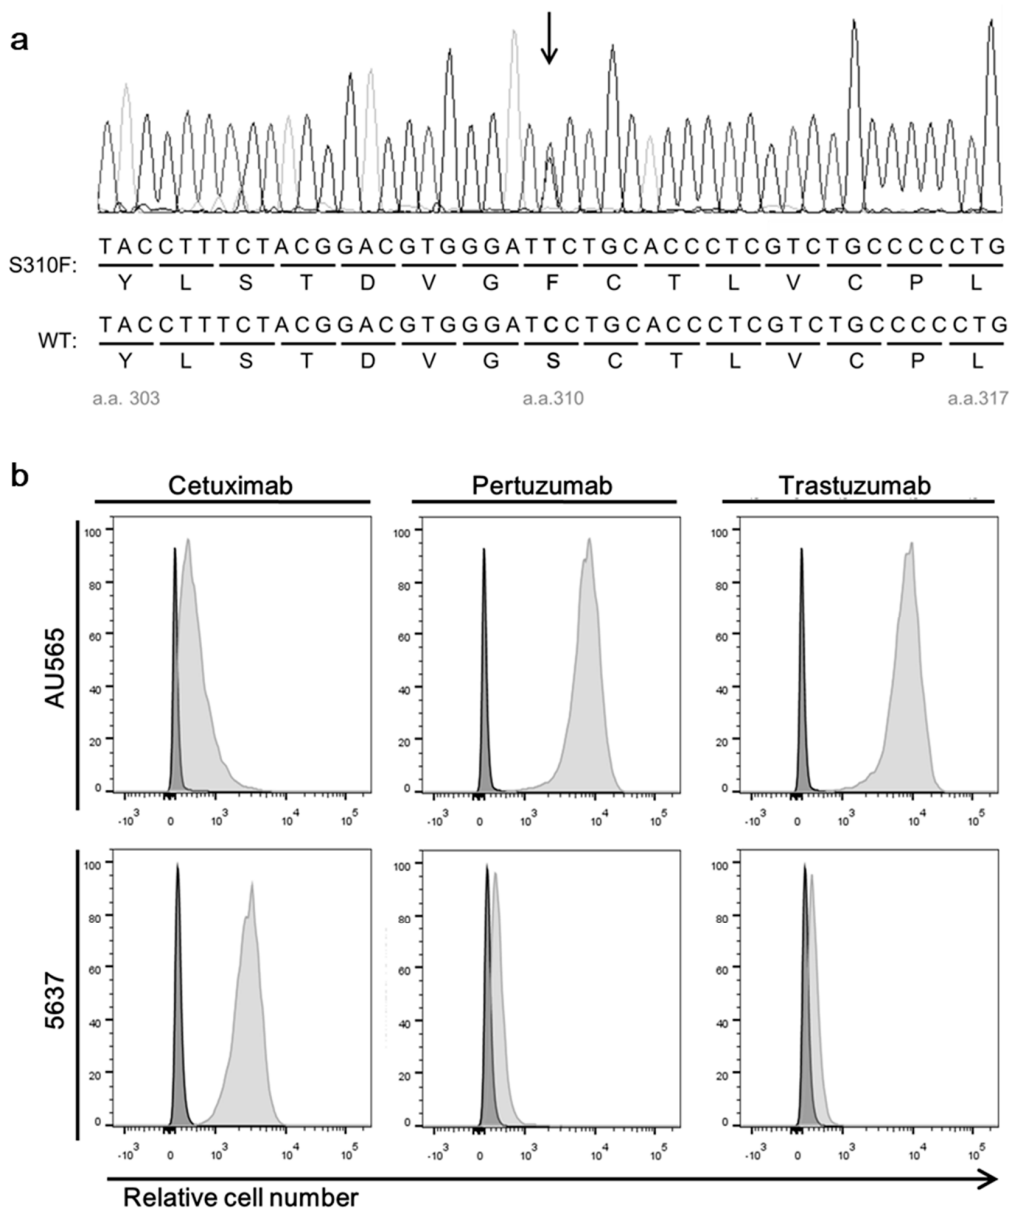 a
TACCTTTCTACGGACGTGGGATTCTGCACCCTCGTCTGCCCCCTG
S310F:
Y L S T D V G F C T L V C P L
TACCTTTCTACGGACGTGGGATCCTGCACCCTCGTCTGCCCCCTG
WT:
Y L S T D V G S C T L V C P L
a.a. 303 a.a.310 a.a.317
b
Cetuximab Pertuzumab Trastuzumab
AU565
100 100 100
80 80 80
60 60 60
40 40 40
20 20 20
0 0 0
-10³ 0 10³ 10⁴ 10⁵ -10³ 0 10³ 10⁴ 10⁵ -10³ 0 10³ 10⁴ 10⁵
5637
100 100 100
80 80 80
60 60 60
40 40 40
20 20 20
0 0 0
-10³ 0 10³ 10⁴ 10⁵ -10³ 0 10³ 10⁴ 10⁵ -10³ 0 10³ 10⁴ 10⁵
Relative cell number